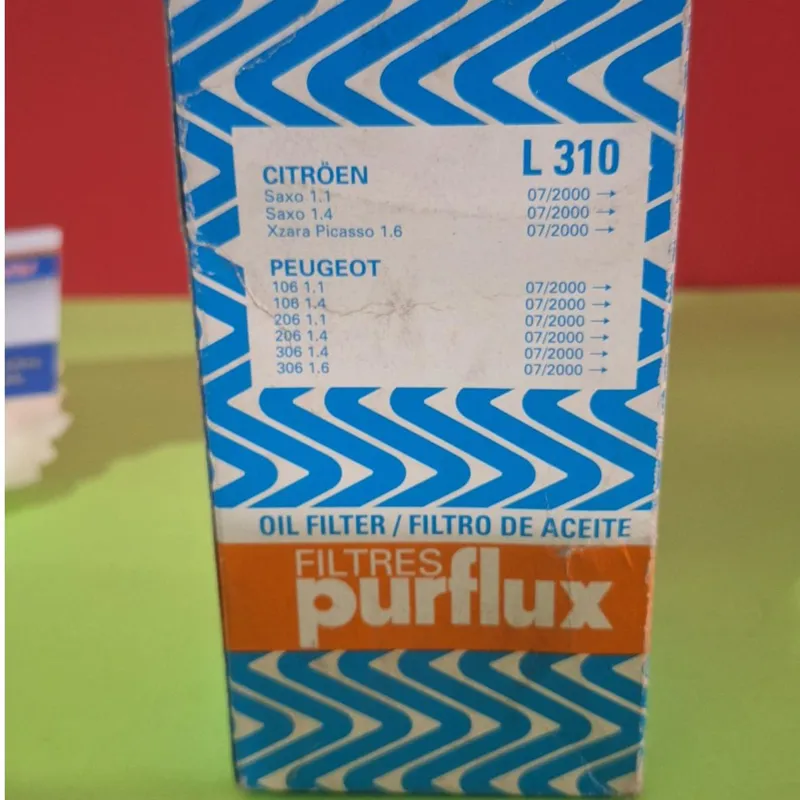 L 310
CITRÖEN
Saxo 1.1 07/2000 →
Saxo 1.4 07/2000 →
Xzara Picasso 1.6 07/2000 →
PEUGEOT
106 1.1 07/2000 →
106 1.4 07/2000 →
206 1.1 07/2000 →
206 1.4 07/2000 →
306 1.4 07/2000 →
306 1.6 07/2000 →
OIL FILTER / FILTRO DE ACEITE
FILTRES
purflux